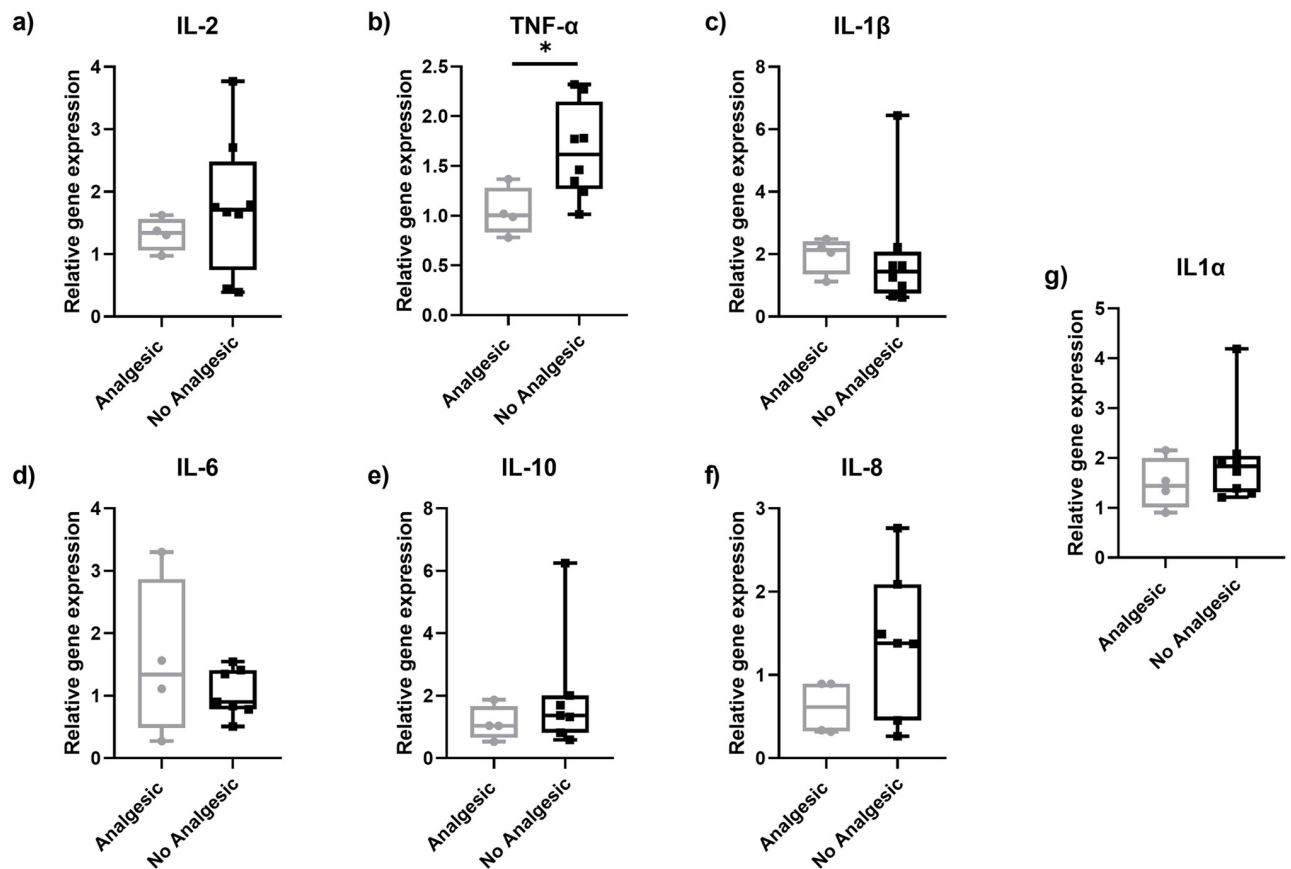 a) IL-2
Relative gene expression
4
3
2
1
0
Analgesic
No Analgesic
b) TNF-α
*
Relative gene expression
2.5
2.0
1.5
1.0
0.5
0.0
Analgesic
No Analgesic
c) IL-1β
Relative gene expression
8
6
4
2
0
Analgesic
No Analgesic
d) IL-6
Relative gene expression
4
3
2
1
0
Analgesic
No Analgesic
e) IL-10
Relative gene expression
8
6
4
2
0
Analgesic
No Analgesic
f) IL-8
Relative gene expression
3
2
1
0
Analgesic
No Analgesic
g) IL1α
Relative gene expression
5
4
3
2
1
0
Analgesic
No Analgesic